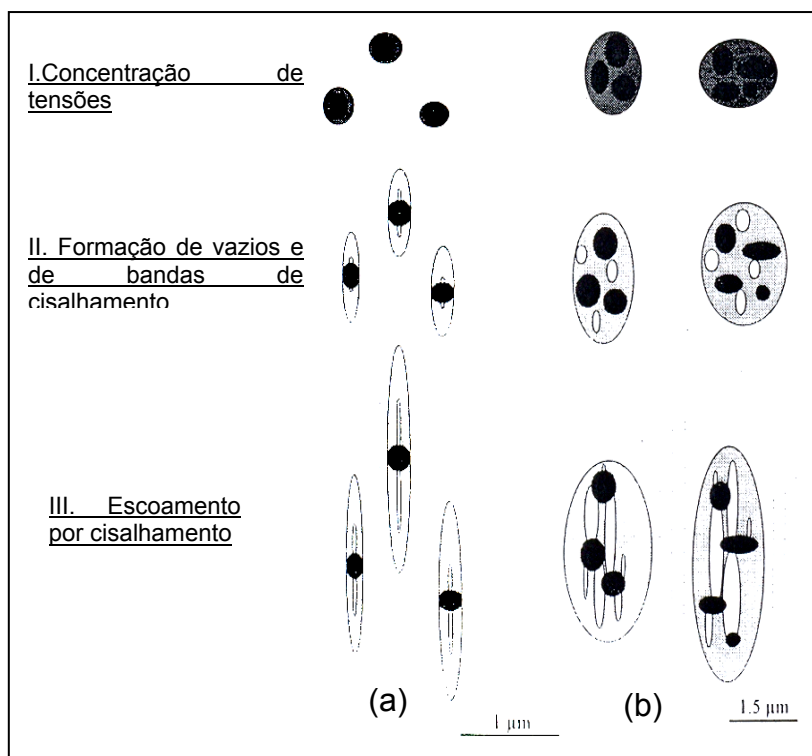 I.Concentração de
tensões
II. Formação de vazios e
de bandas de
cisalhamento
III. Escoamento
por cisalhamento
(a)
1 µm
(b)
1.5 µm